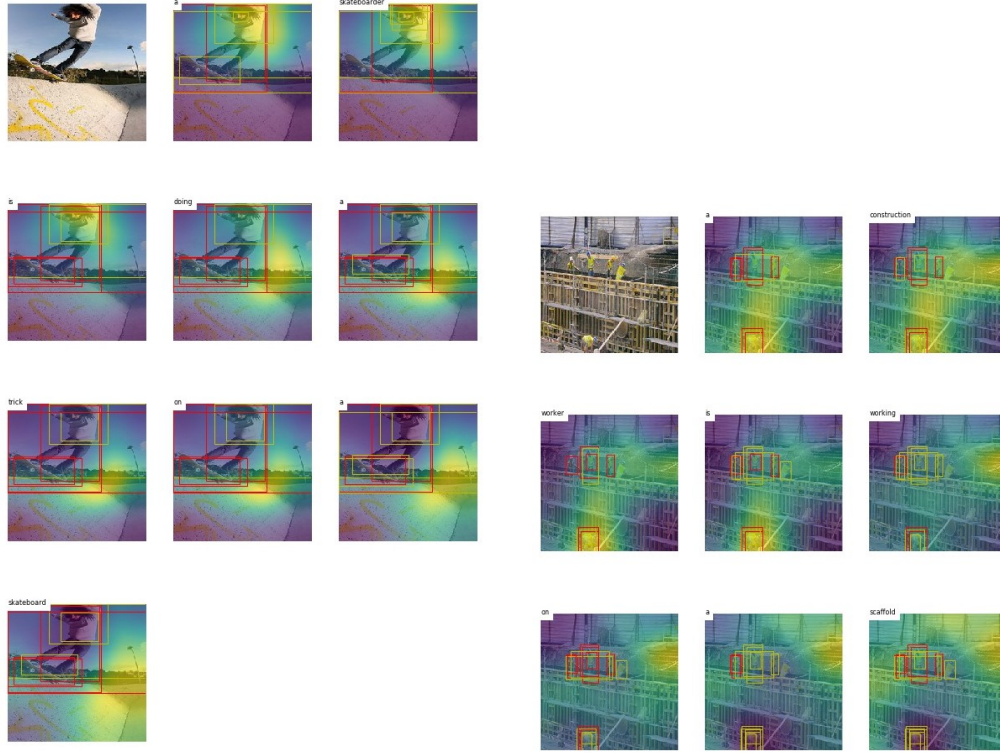 a
skateboarder
is
doing
a
trick
on
a
skateboard
a
construction
worker
is
working
on
a
scaffold